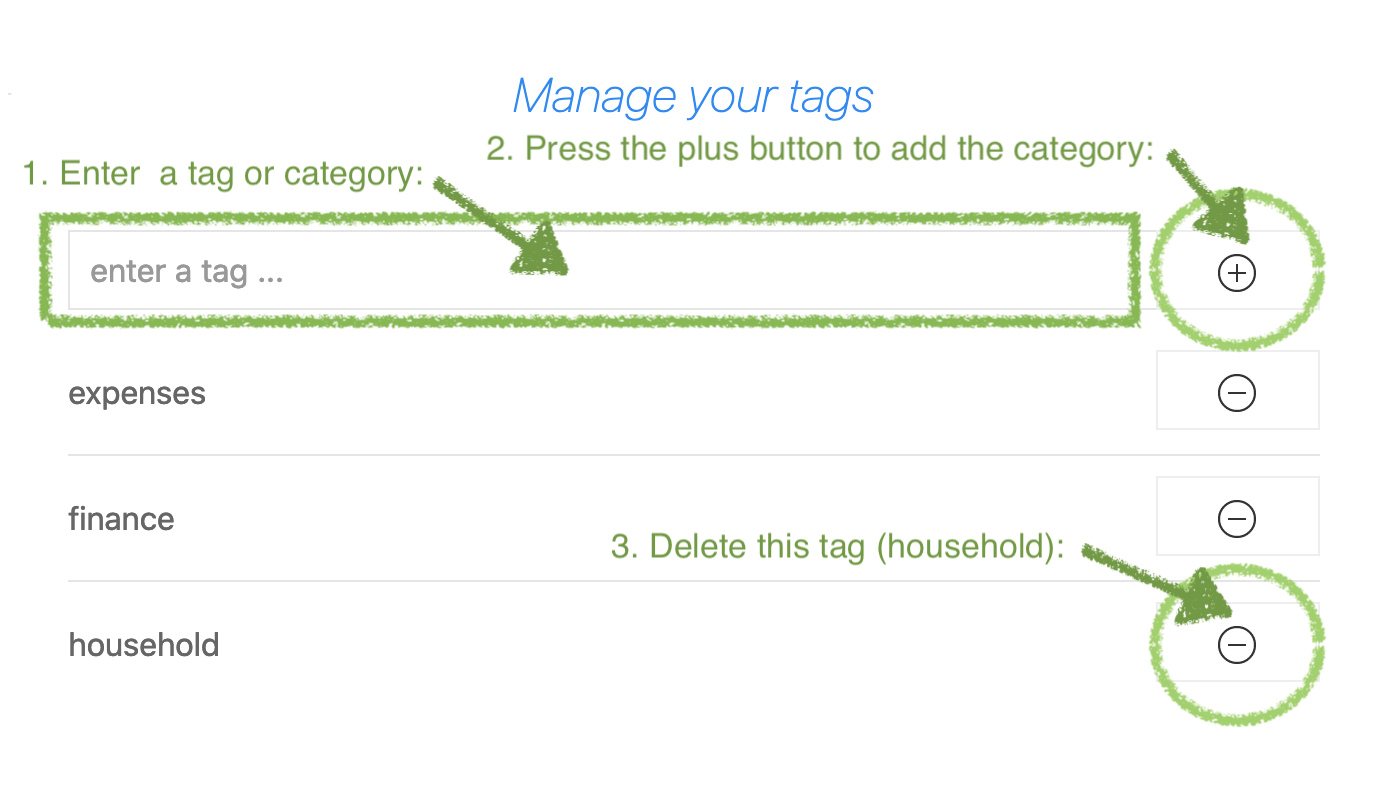 Manage your tags
2. Press the plus button to add the category:
1. Enter  a tag or category:
enter a tag ...
expenses
finance
3. Delete this tag (household):
household